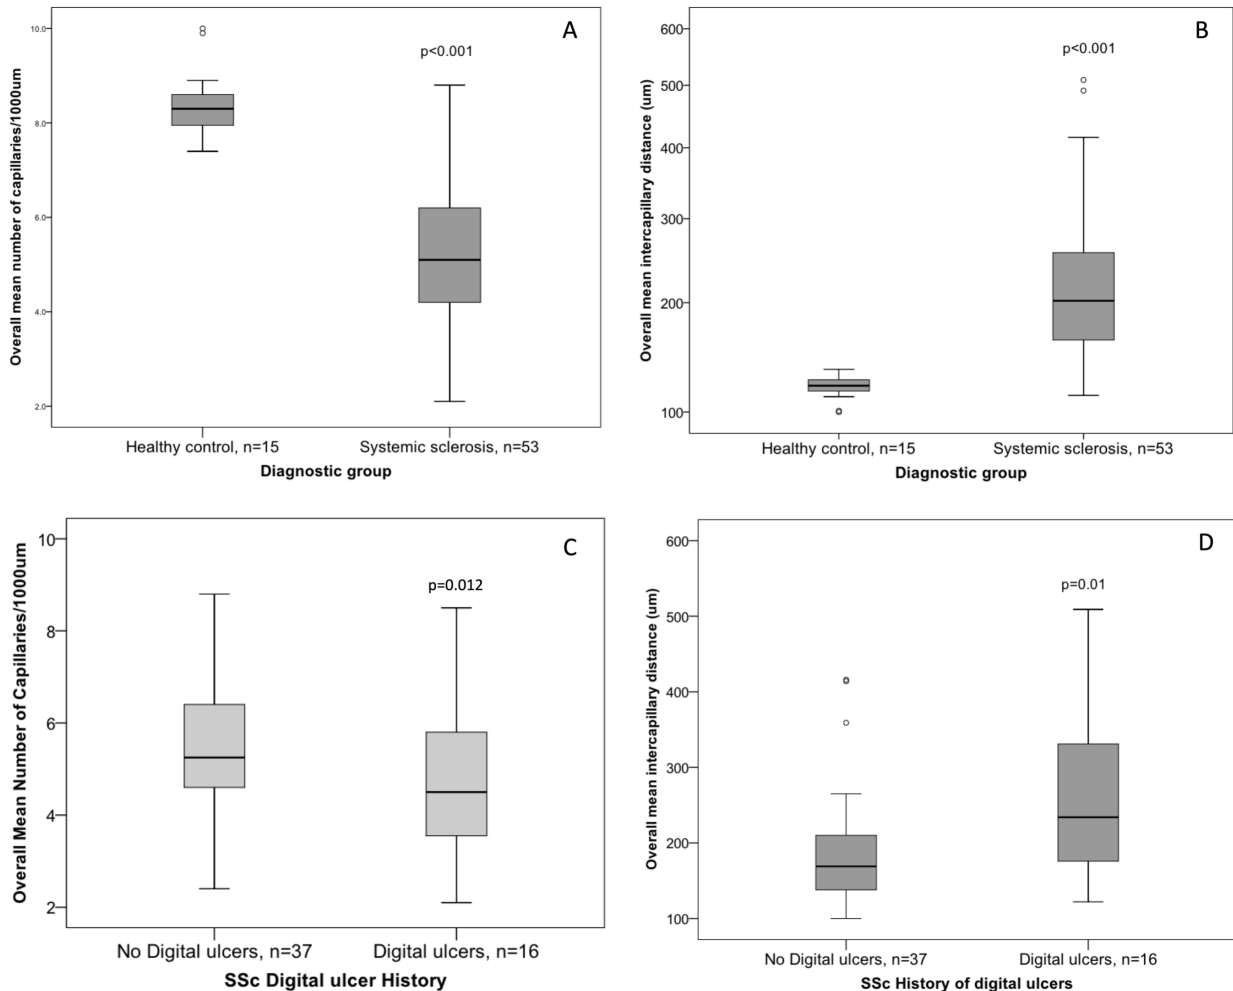 A
p<0.001
Overall mean number of capillaries/1000um
10.0
8.0
6.0
4.0
2.0
Healthy control, n=15
Systemic sclerosis, n=53
Diagnostic group
B
p<0.001
Overall mean intercapillary distance (um)
600
500
400
300
200
100
Healthy control, n=15
Systemic sclerosis, n=53
Diagnostic group
C
p=0.012
Overall Mean Number of Capillaries/1000um
10
8
6
4
2
No Digital ulcers, n=37
Digital ulcers, n=16
SSc Digital ulcer History
D
p=0.01
Overall mean intercapillary distance (um)
600
500
400
300
200
100
No Digital ulcers, n=37
Digital ulcers, n=16
SSc History of digital ulcers